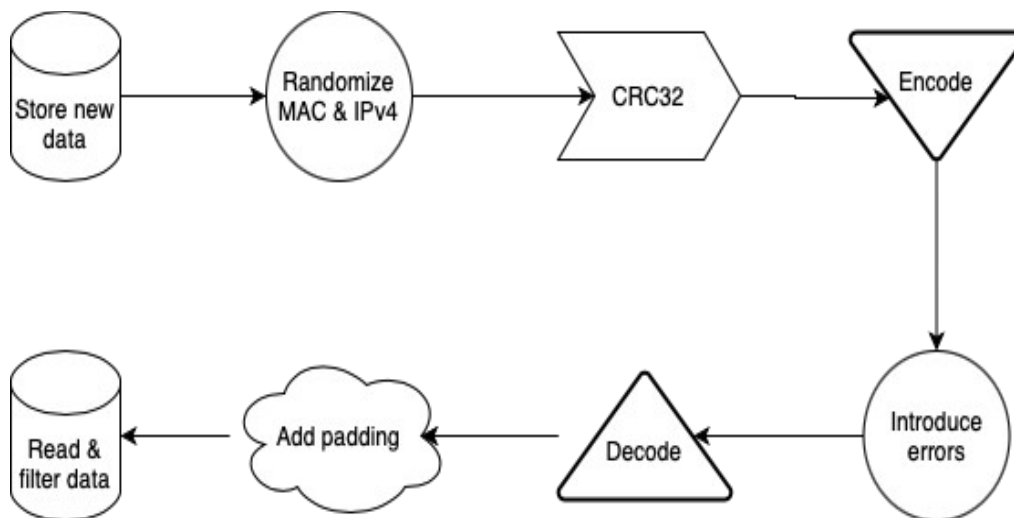 Store new
data
Randomize
MAC & IPv4
CRC32
Encode
Introduce
errors
Decode
Add padding
Read &
filter data